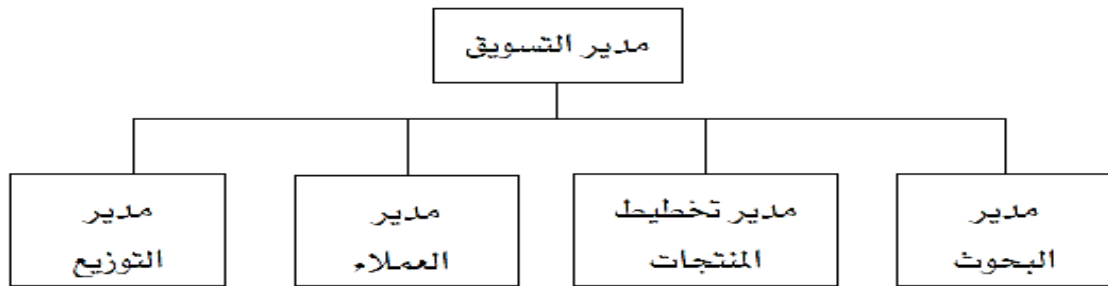 مدير التسويق
مدير
البحوث
مدير تخطيط
المنتجات
مدير
العملاء
مدير
التوزيع